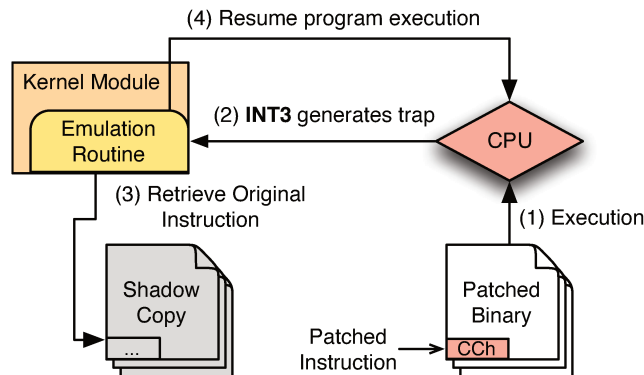 (4) Resume program execution
Kernel Module
Emulation
Routine
(2) INT3 generates trap
CPU
(3) Retrieve Original
Instruction
(1) Execution
Shadow
Copy
...
Patched
Binary
Patched
Instruction
CCh